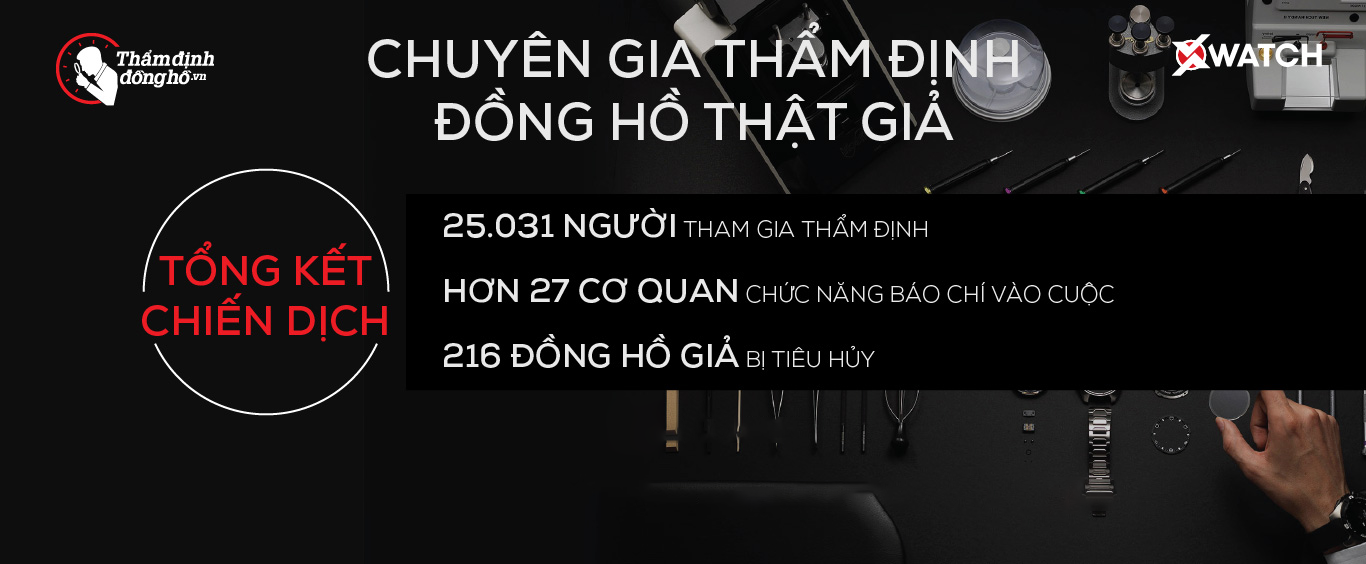 Thẩm định
đồng hồ.vn
CHUYÊN GIA THẨM ĐỊNH
ĐỒNG HỒ THẬT GIẢ
XWATCH
TỔNG KẾT
CHIẾN DỊCH
25.031 NGƯỜI THAM GIA THẨM ĐỊNH
HƠN 27 CƠ QUAN CHỨC NĂNG BÁO CHÍ VÀO CUỘC
216 ĐỒNG HỒ GIẢ BỊ TIÊU HỦY